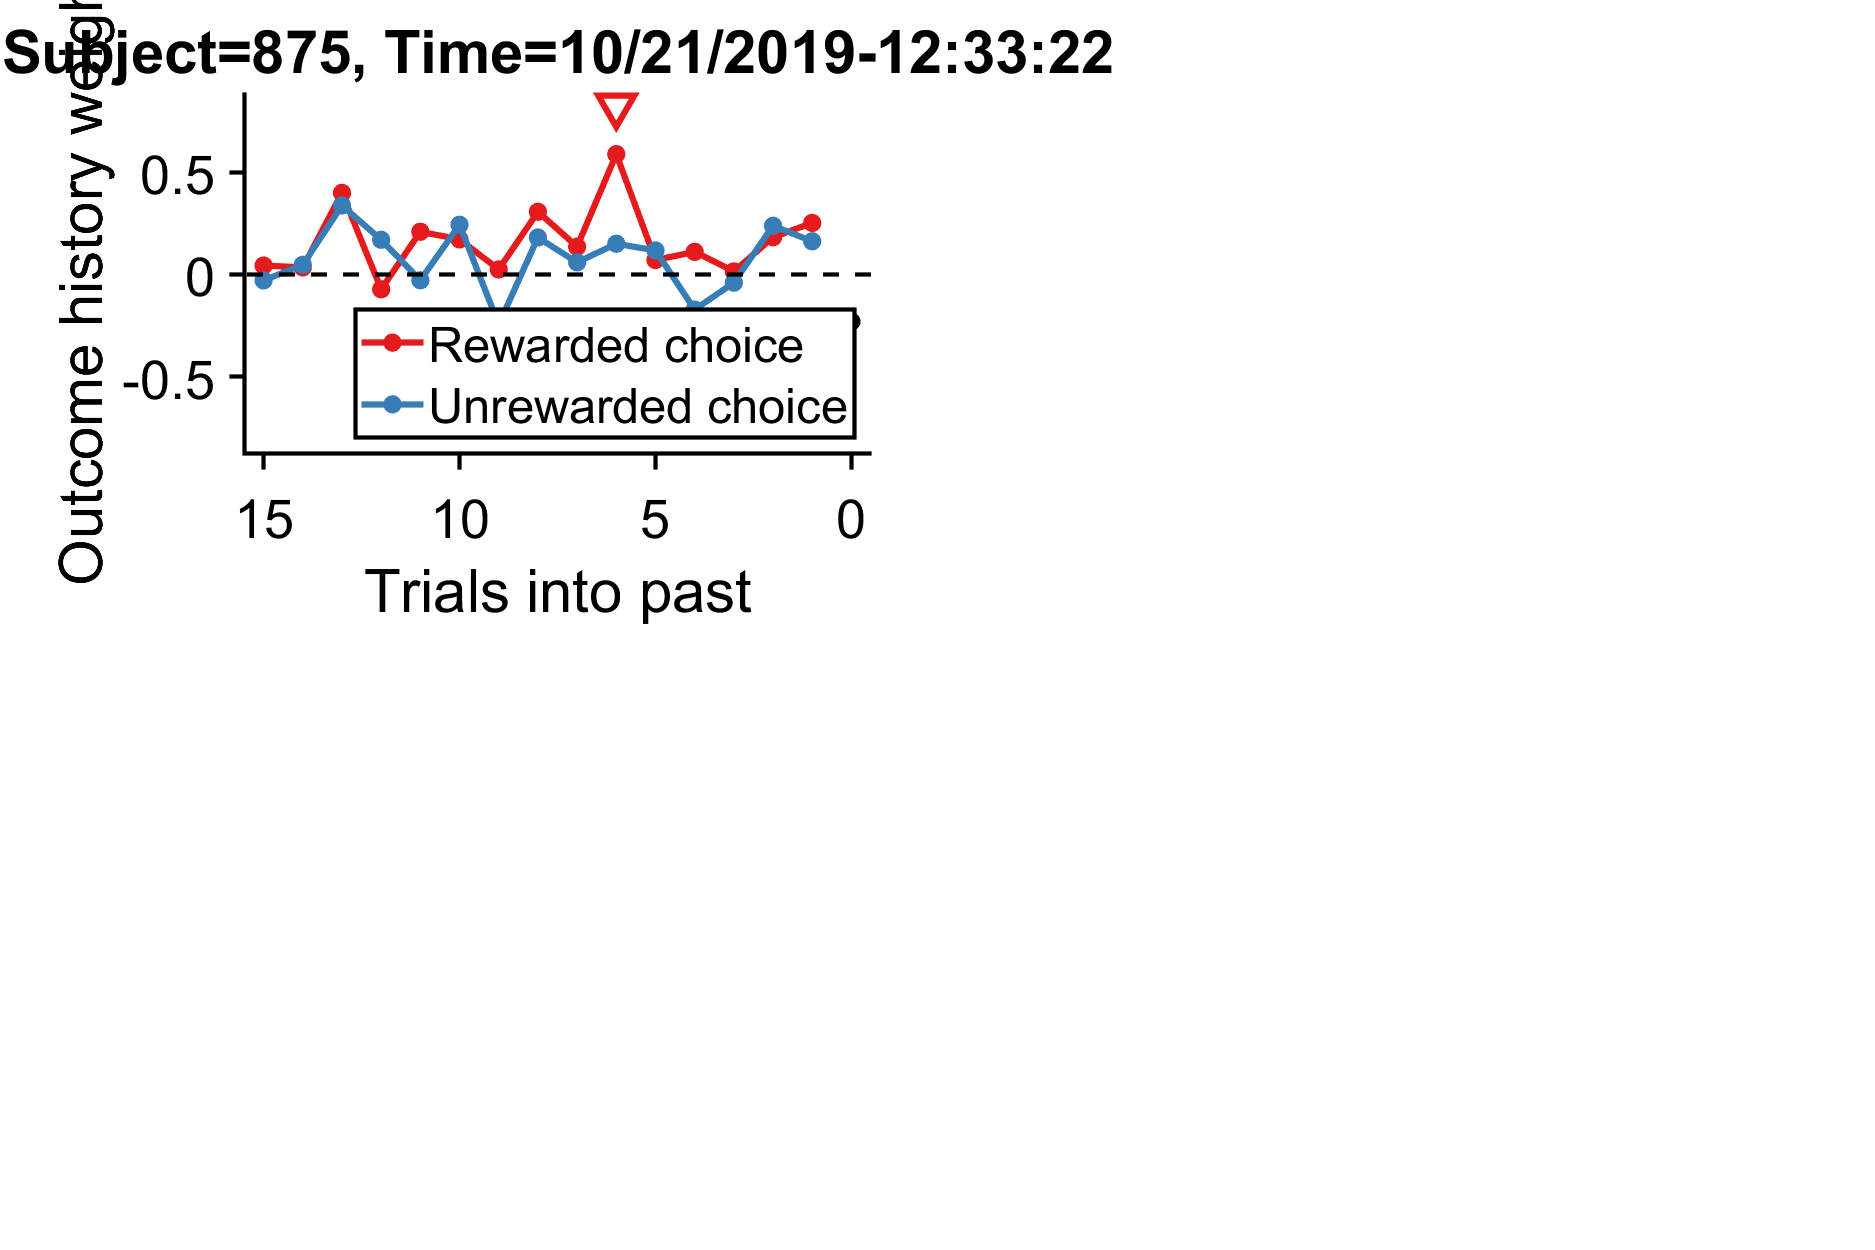 Subject=875, Time=10/21/2019-12:33:22
Outcome history
0.5
0
-0.5
Rewarded choice
Unrewarded choice
15 10 5 0
Trials into past